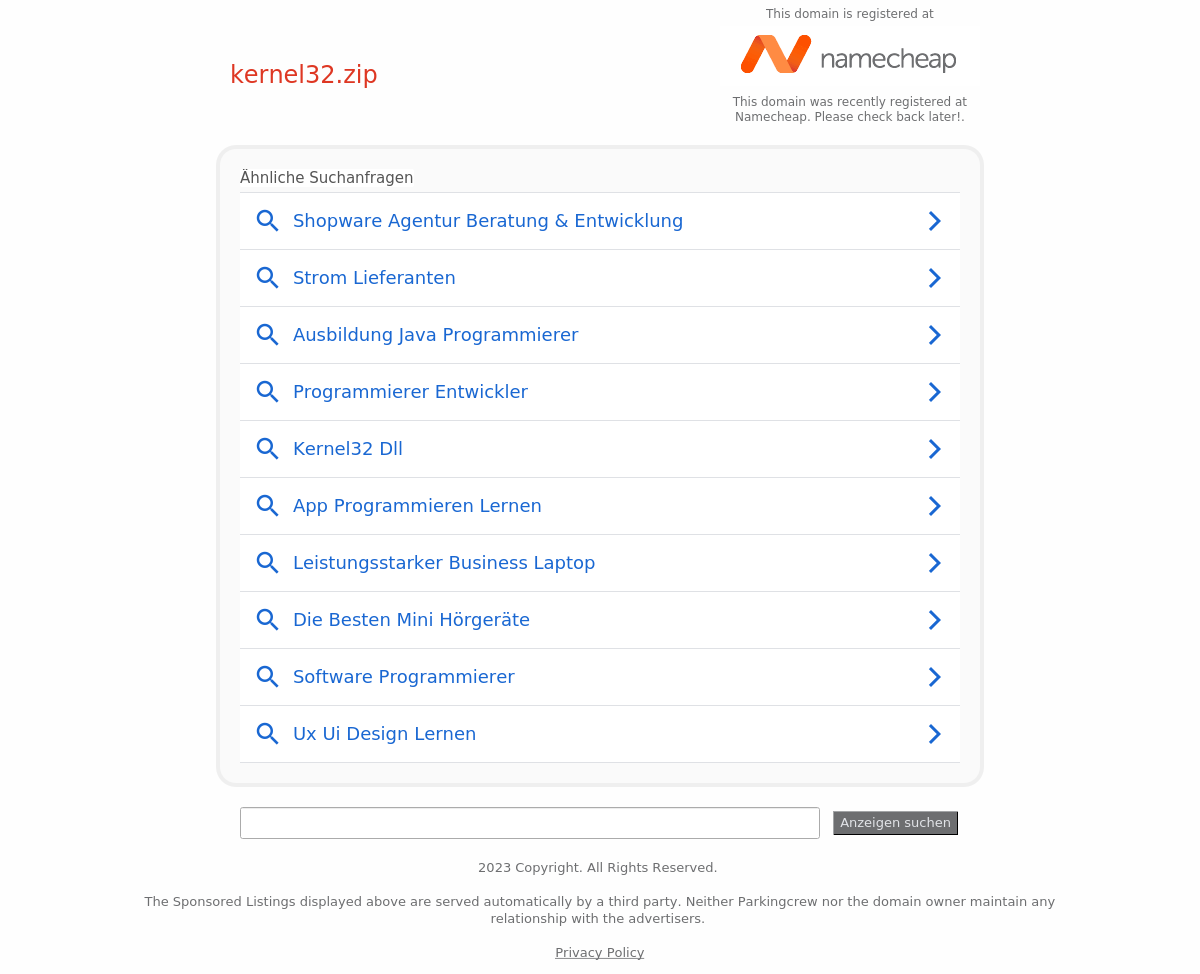 This domain is registered at
namecheap
kernel32.zip
This domain was recently registered at
Namecheap. Please check back later!.
Ähnliche Suchanfragen
Shopware Agentur Beratung & Entwicklung
Strom Lieferanten
Ausbildung Java Programmierer
Programmierer Entwickler
Kernel32 Dll
App Programmieren Lernen
Leistungsstarker Business Laptop
Die Besten Mini Hörgeräte
Software Programmierer
Ux Ui Design Lernen
Anzeigen suchen
2023 Copyright. All Rights Reserved.
The Sponsored Listings displayed above are served automatically by a third party. Neither Parkingcrew nor the domain owner maintain any
relationship with the advertisers.
Privacy Policy